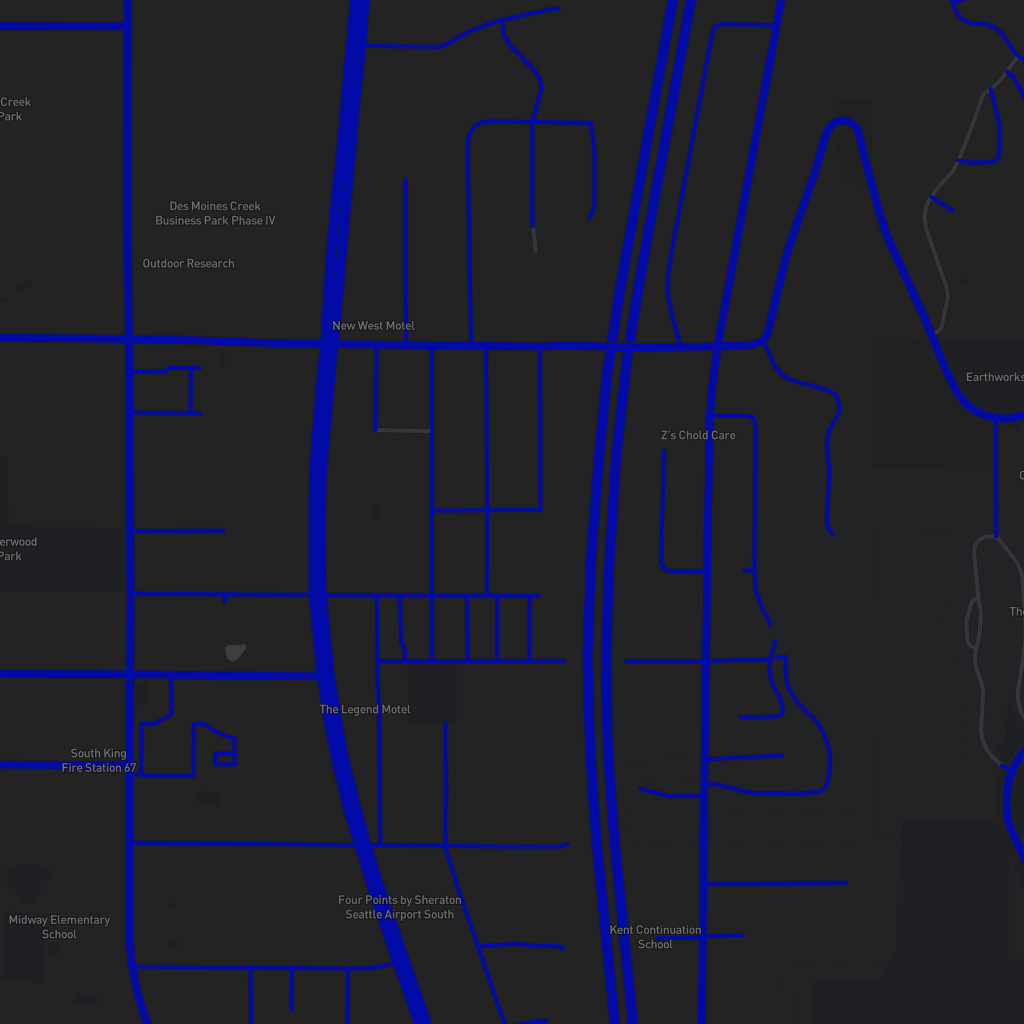 Creek
Park
Des Moines Creek
Business Park Phase IV
Outdoor Research
New West Motel
Earthworks
Z's Chold Care
erwood
Park
The Legend Motel
South King
Fire Station 67
Four Points by Sheraton
Seattle Airport South
Midway Elementary
School
Kent Continuation
School